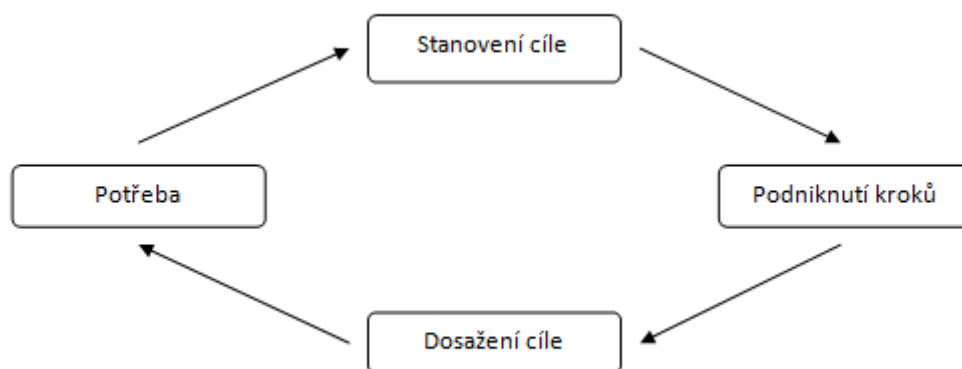 Stanovení cíle
Potřeba
Podniknutí kroků
Dosažení cíle